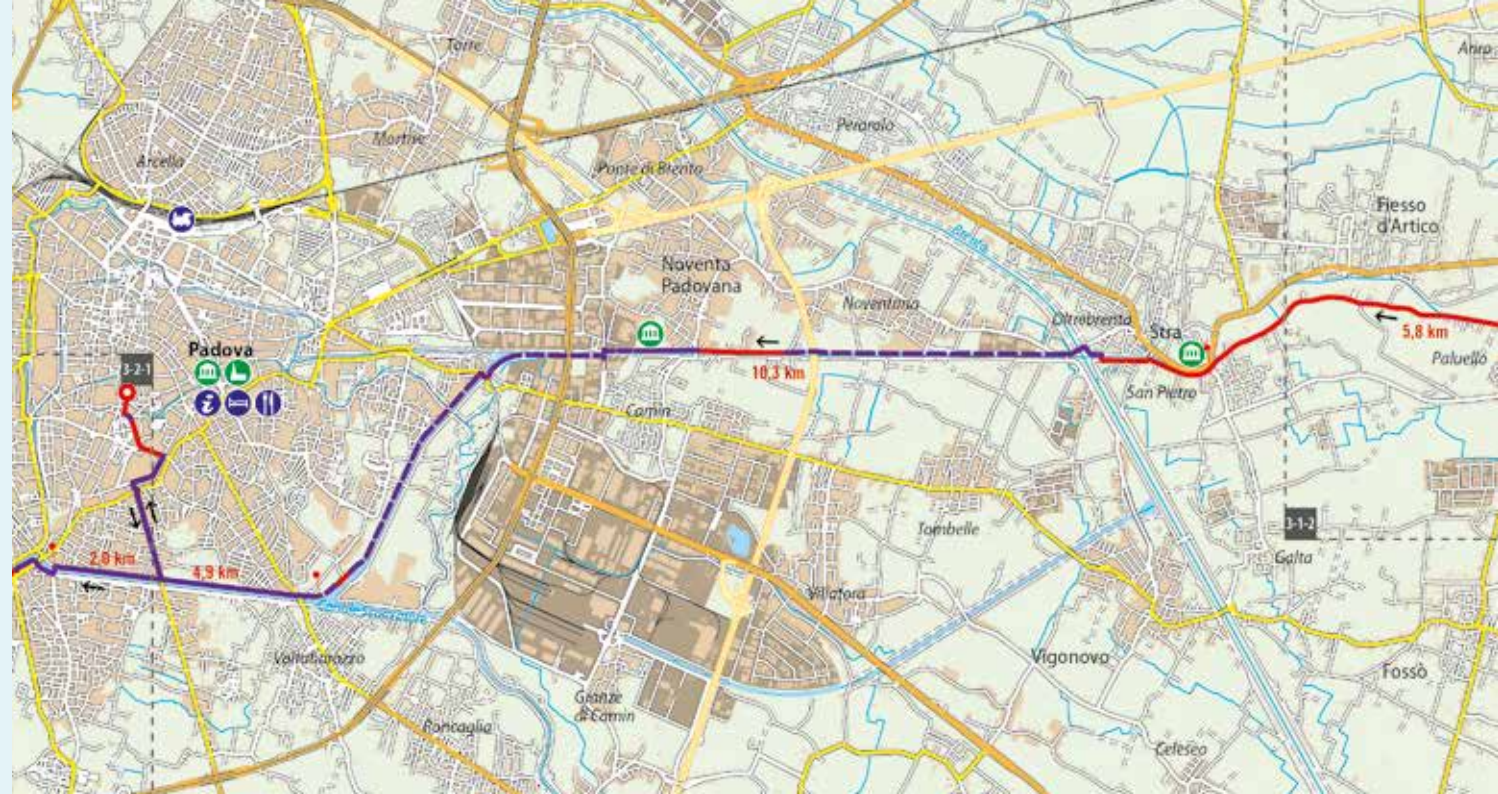 Torre
Arra
Mortise
Peraralo
Arcella
Ponte di Brenta
Fiesso
d'Artico
Brenta
Noventa
Padovana
Noventana
Oltrebrenta
Stra
5,8 km
Padova
Paluello
3-2-1
10,3 km
San Pietro
Camin
Tombelle
3-1-2
Galta
2,0 km
4,9 km
Villatora
Voltabarozzo
Vigonovo
Fossò
Granze
di Camin
Roncaglia
Celeseo